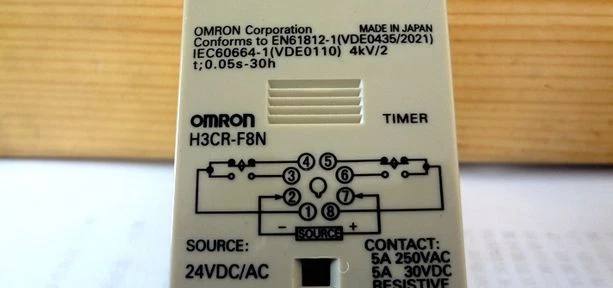 OMRON Corporation MADE IN JAPAN
Conforms to EN61812-1(VDE0435/2021)
IEC60664-1(VDE0110) 4kV/2
t;0.05s-30h
OMRON TIMER
H3CR-F8N
4 5
3 6
2 7
1 8
− SOURCE +
SOURCE: CONTACT:
24VDC/AC 5A 250VAC
5A 30VDC
RESISTIVE